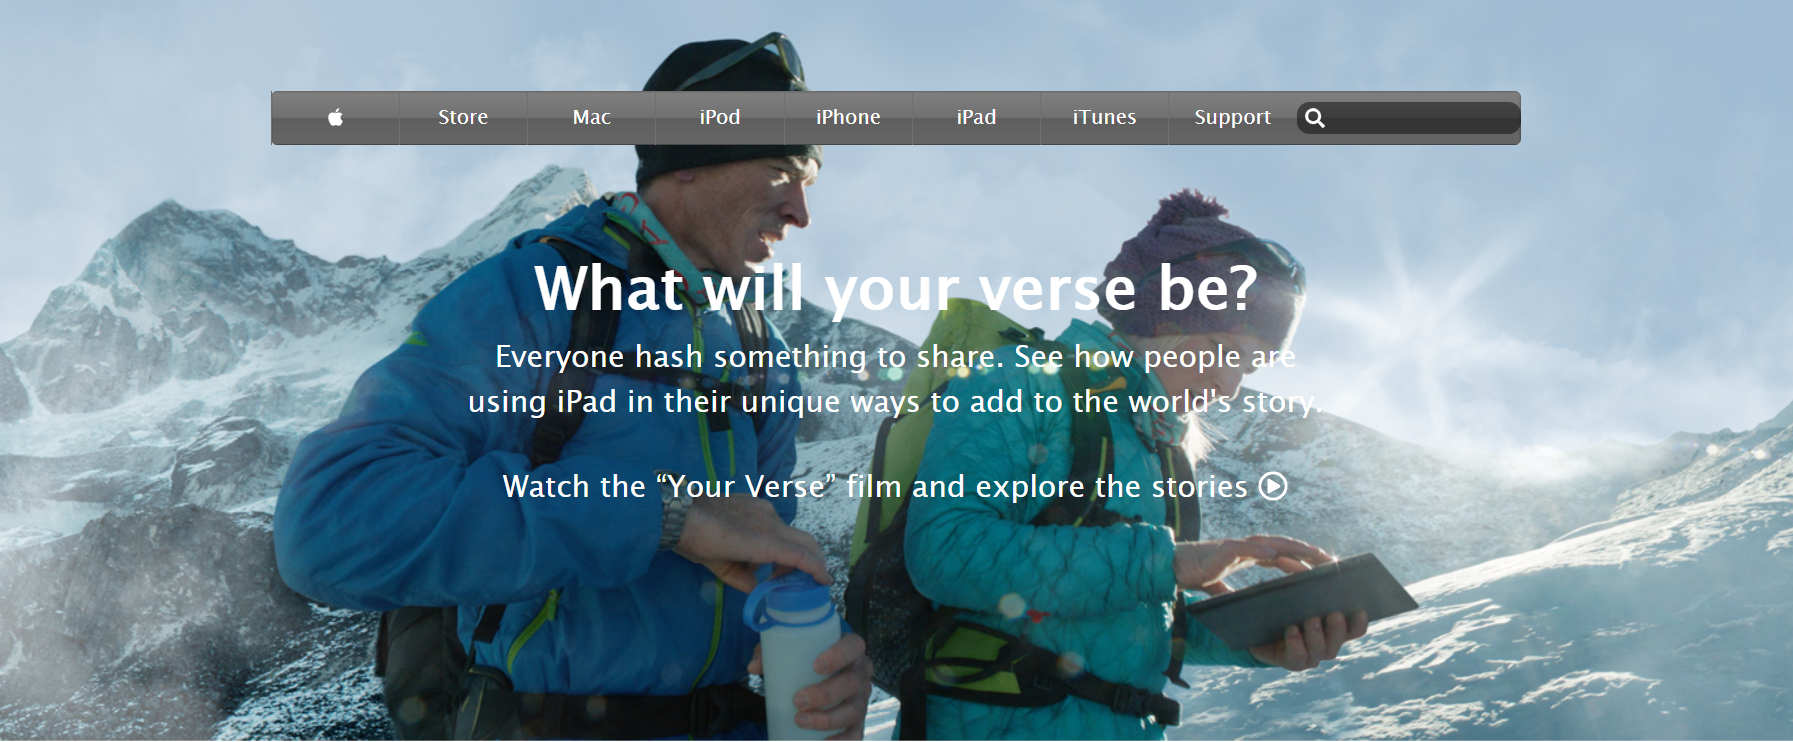 Store Mac iPod iPhone iPad iTunes Support
What will your verse be?
Everyone hash something to share. See how people are
using iPad in their unique ways to add to the world's story.
Watch the “Your Verse” film and explore the stories